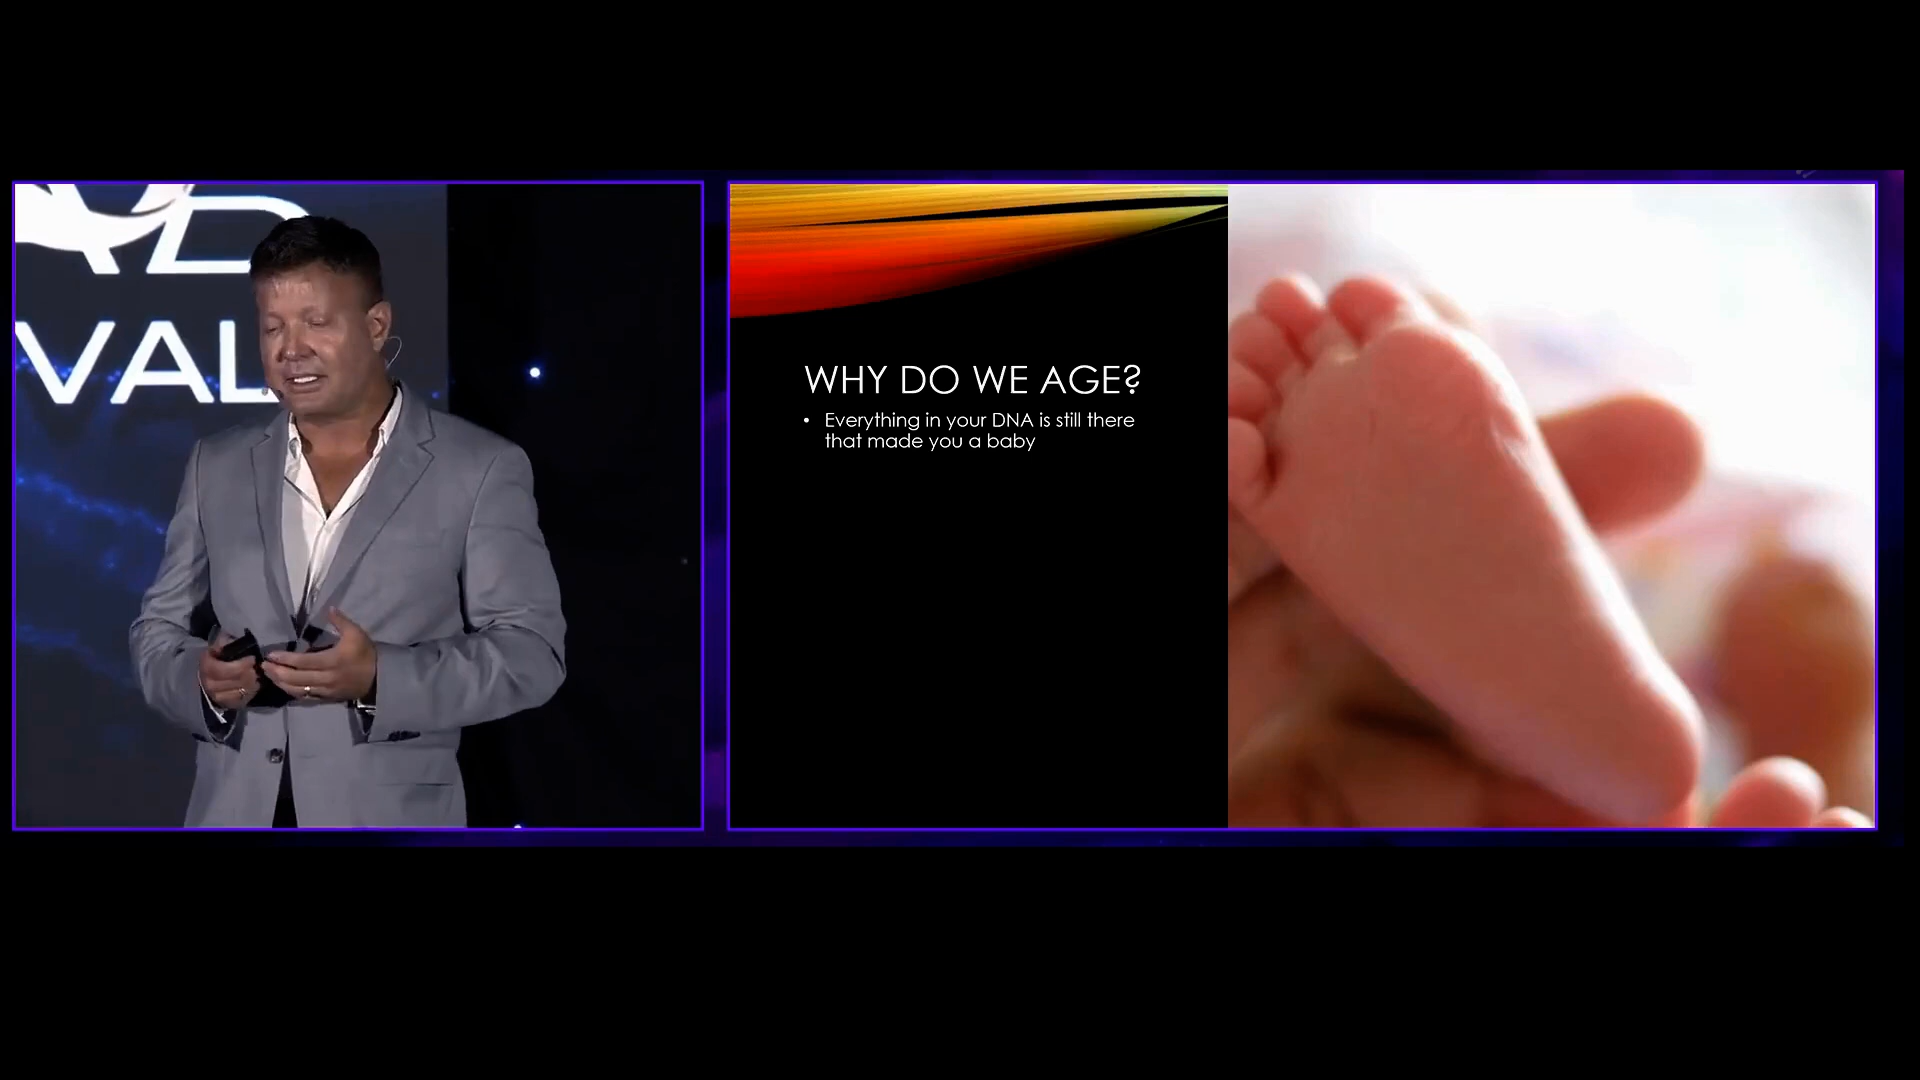 VAL
WHY DO WE AGE?
• Everything in your DNA is still there
that made you a baby